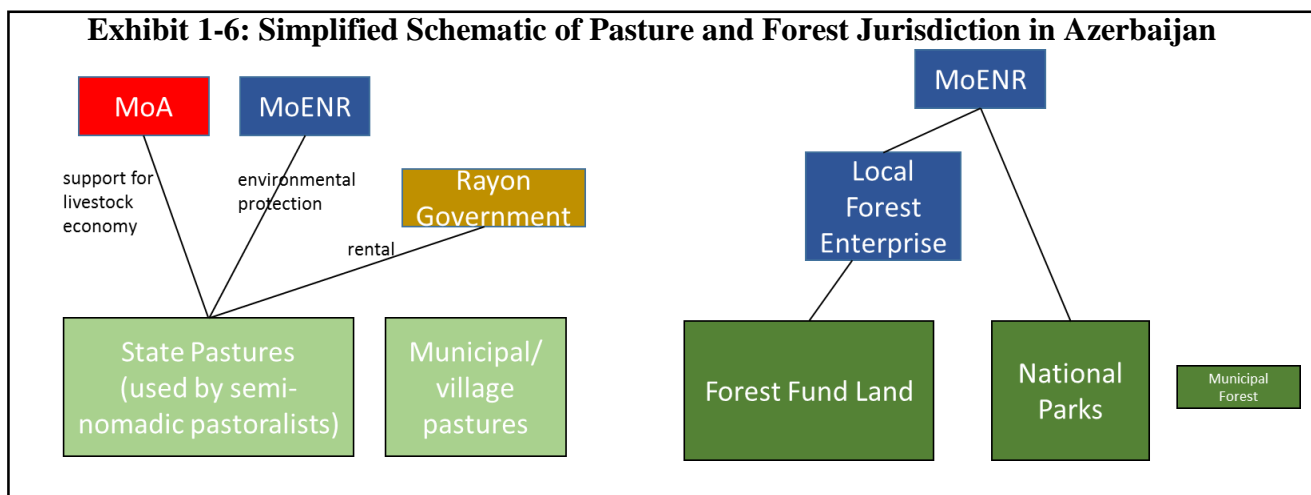 Exhibit 1-6: Simplified Schematic of Pasture and Forest Jurisdiction in Azerbaijan
MoA
MoENR
support for
livestock
economy
environmental
protection
Rayon
Government
rental
State Pastures
(used by semi-
nomadic pastoralists)
Municipal/
village
pastures
MoENR
Local
Forest
Enterprise
Forest Fund Land
National
Parks
Municipal
Forest